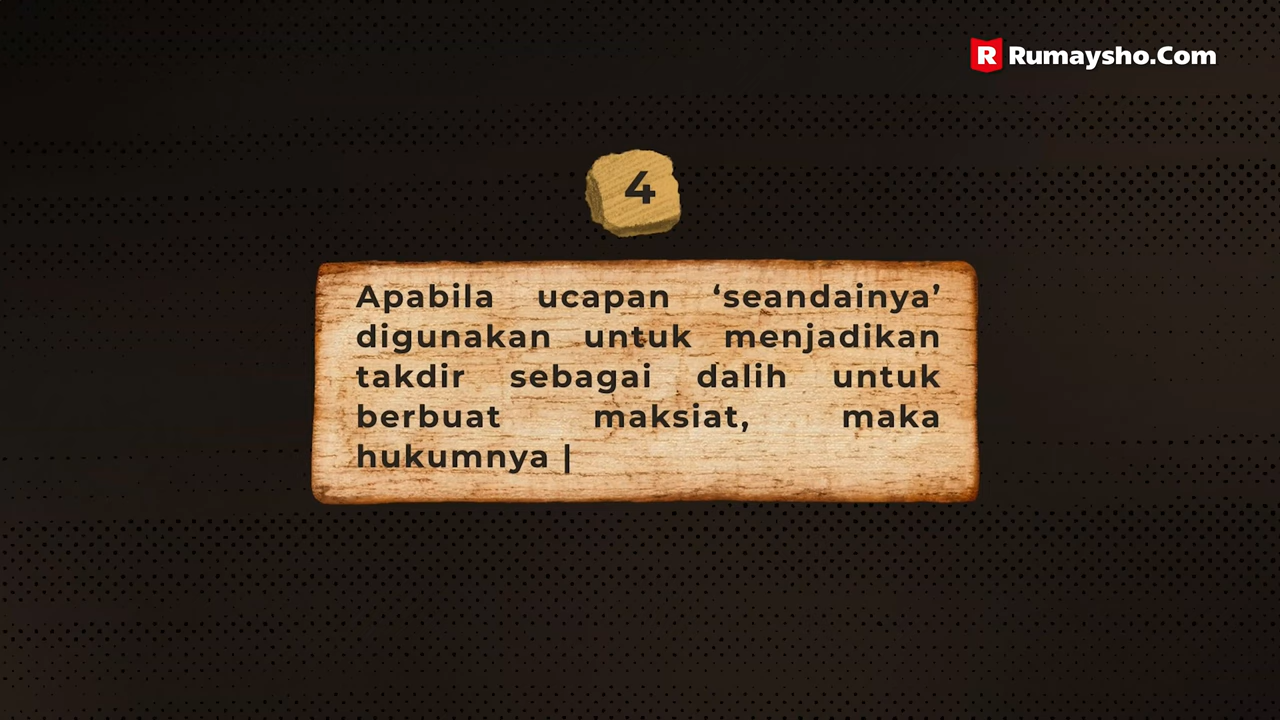 R Rumaysho.Com
4
Apabila ucapan ‘seandainya’
digunakan untuk menjadikan
takdir sebagai dalih untuk
berbuat maksiat, maka
hukumnya |